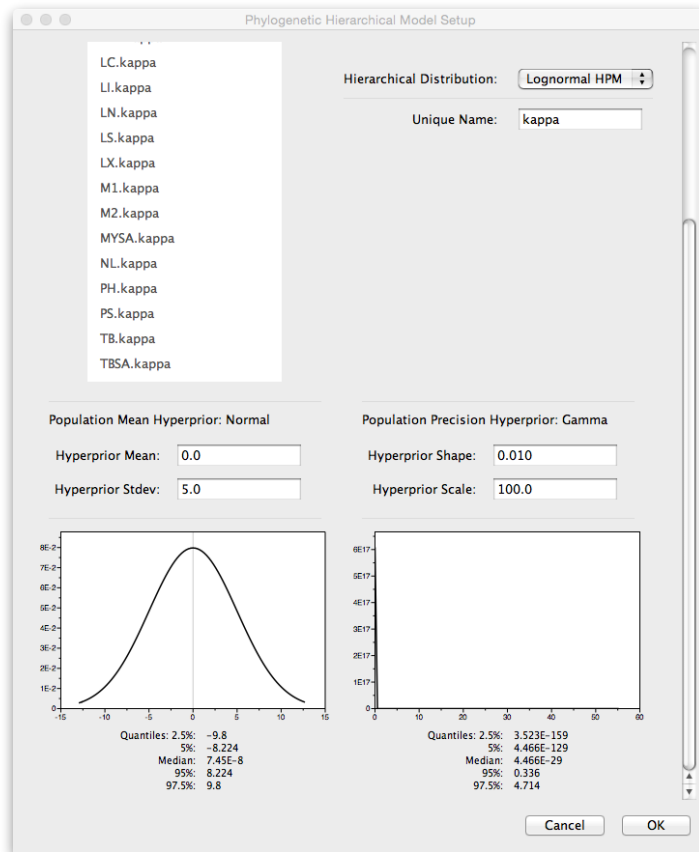 Phylogenetic Hierarchical Model Setup
LC.kappa
LI.kappa
LN.kappa
LS.kappa
LX.kappa
M1.kappa
M2.kappa
MYSA.kappa
NL.kappa
PH.kappa
PS.kappa
TB.kappa
TBSA.kappa
Hierarchical Distribution: Lognormal HPM
Unique Name: kappa
Population Mean Hyperprior: Normal
Hyperprior Mean: 0.0
Hyperprior Stdev: 5.0
Population Precision Hyperprior: Gamma
Hyperprior Shape: 0.010
Hyperprior Scale: 100.0
8E-2
7E-2
6E-2
5E-2
4E-2
3E-2
2E-2
1E-2
0
-15 -10 -5 0 5 10 15
Quantiles: 2.5%: -9.8
5%: -8.224
Median: 7.45E-8
95%: 8.224
97.5%: 9.8
6E17
5E17
4E17
3E17
2E17
1E17
0
0 10 20 30 40 50 60
Quantiles: 2.5%: 3.523E-159
5%: 4.466E-129
Median: 4.466E-29
95%: 0.336
97.5%: 4.714
Cancel OK